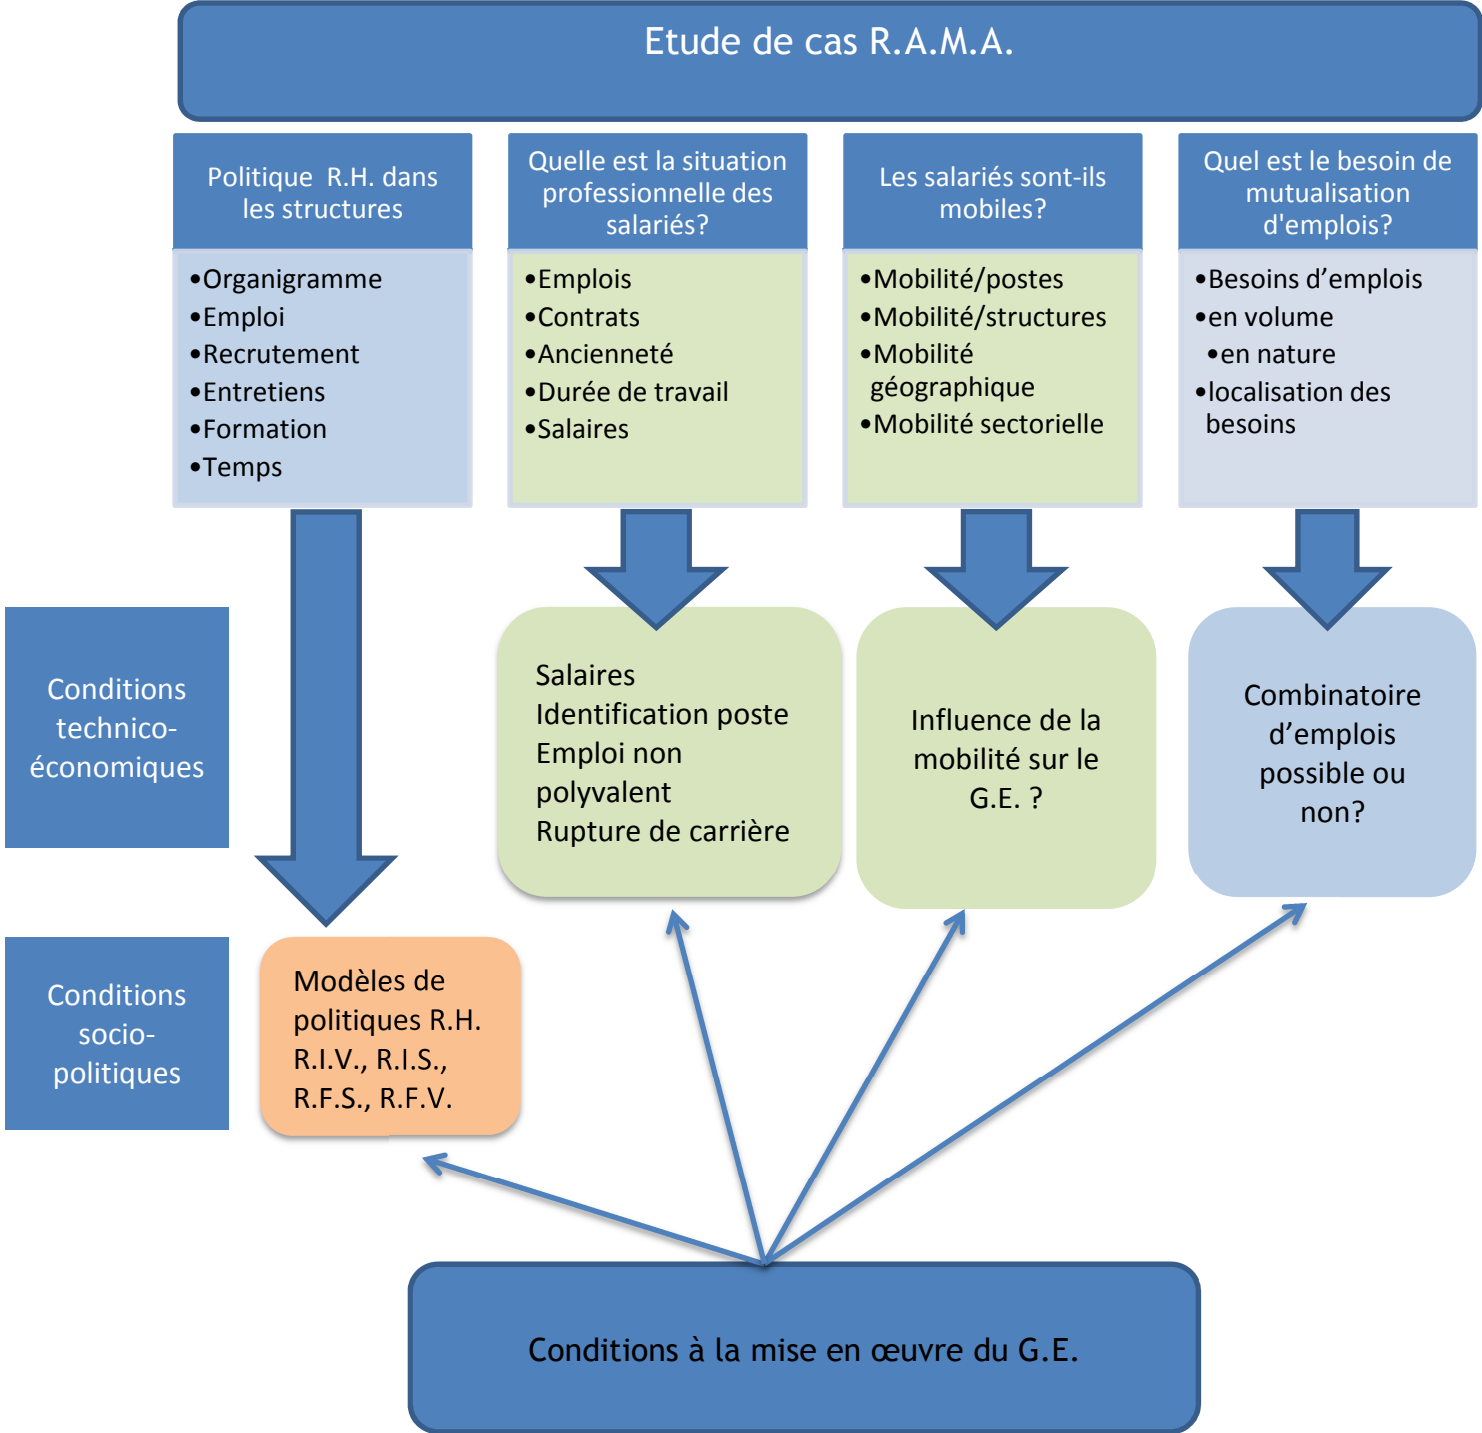 Etude de cas R.A.M.A.
Politique R.H. dans
les structures
•Organigramme
•Emploi
•Recrutement
•Entretiens
•Formation
•Temps
Quelle est la situation
professionnelle des
salariés?
•Emplois
•Contrats
•Ancienneté
•Durée de travail
•Salaires
Les salariés sont-ils
mobiles?
•Mobilité/postes
•Mobilité/structures
•Mobilité
géographique
•Mobilité sectorielle
Quel est le besoin de
mutualisation
d'emplois?
•Besoins d’emplois
•en volume
•en nature
•localisation des
besoins
Conditions
technico-
économiques
Salaires
Identification poste
Emploi non
polyvalent
Rupture de carrière
Influence de la
mobilité sur le
G.E. ?
Combinatoire
d’emplois
possible ou
non?
Conditions
socio-
politiques
Modèles de
politiques R.H.
R.I.V., R.I.S.,
R.F.S., R.F.V.
Conditions à la mise en œuvre du G.E.